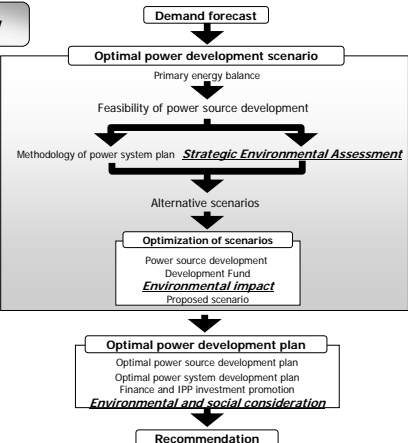 Demand forecast
Optimal power development scenario
Primary energy balance
Feasibility of power source development
Methodology of power system plan Strategic Environmental Assessment
Alternative scenarios
Optimization of scenarios
Power source development
Development Fund
Environmental impact
Proposed scenario
Optimal power development plan
Optimal power source development plan
Optimal power system development plan
Finance and IPP investment promotion
Environmental and social consideration
Recommendation